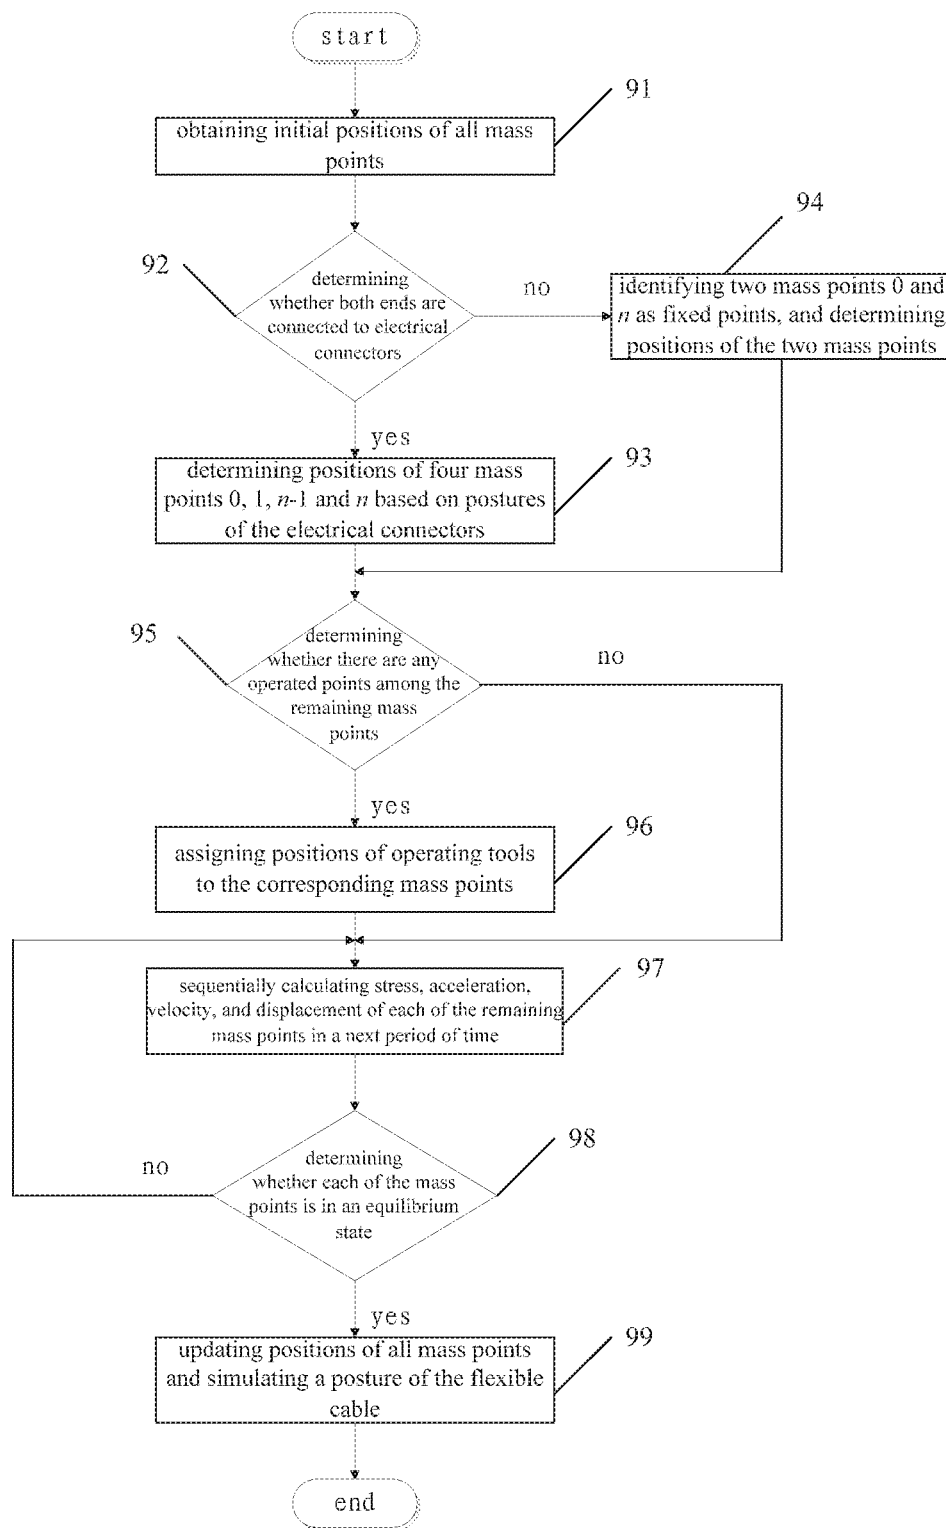 start
91
obtaining initial positions of all mass
points
94
92
determining
whether both ends are
connected to electrical
connectors
no
identifying two mass points 0 and
n as fixed points, and determining
positions of the two mass points
yes
93
determining positions of four mass
points 0, 1, n-1 and n based on postures
of the electrical connectors
95
determining
whether there are any
operated points among the
remaining mass
points
no
yes
96
assigning positions of operating tools
to the corresponding mass points
97
sequentially calculating stress, acceleration,
velocity, and displacement of each of the remaining
mass points in a next period of time
98
no
determining
whether each of the mass
points is in an equilibrium
state
yes
99
updating positions of all mass points
and simulating a posture of the flexible
cable
end